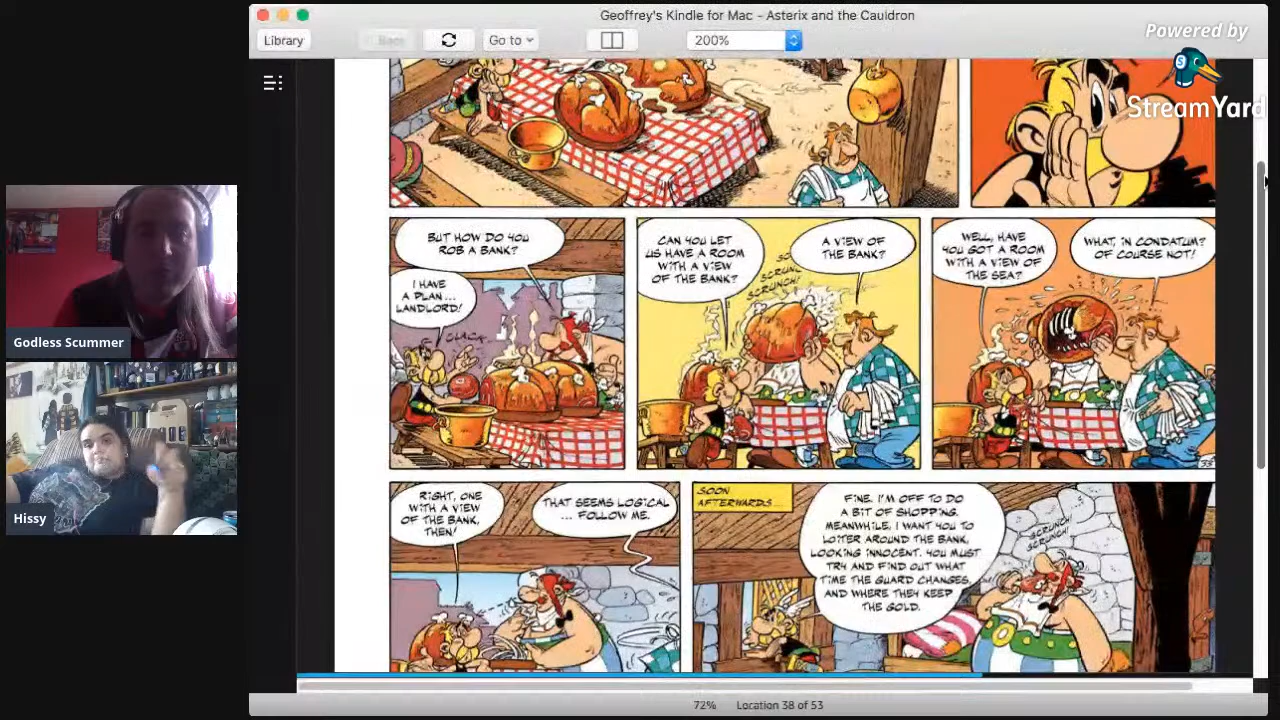 Geoffrey's Kindle for Mac - Asterix and the Cauldron
Powered by
StreamYard
Library
Back
Go to
200%
BUT HOW DO YOU
ROB A BANK?
I HAVE
A PLAN...
LANDLORD!
CLACK
CAN YOU LET
US HAVE A ROOM
WITH A VIEW
OF THE BANK?
SCRUNCH!
A VIEW OF
THE BANK?
WELL, HAVE
YOU GOT A ROOM
WITH A VIEW OF
THE SEA?
WHAT, IN CONDATUM?
OF COURSE NOT!
33
RIGHT, ONE
WITH A VIEW
OF THE BANK,
THEN!
THAT SEEMS LOGICAL
... FOLLOW ME.
SOON
AFTERWARDS...
FINE. I'M OFF TO DO
A BIT OF SHOPPING.
MEANWHILE, I WANT YOU TO
LOITER AROUND THE BANK,
LOOKING INNOCENT. YOU MUST
TRY AND FIND OUT WHAT
TIME THE GUARD CHANGES,
AND WHERE THEY KEEP
THE GOLD.
SCRUNCH!
SCRUNCH!
Godless Scummer
Hissy
72%
Location 38 of 53